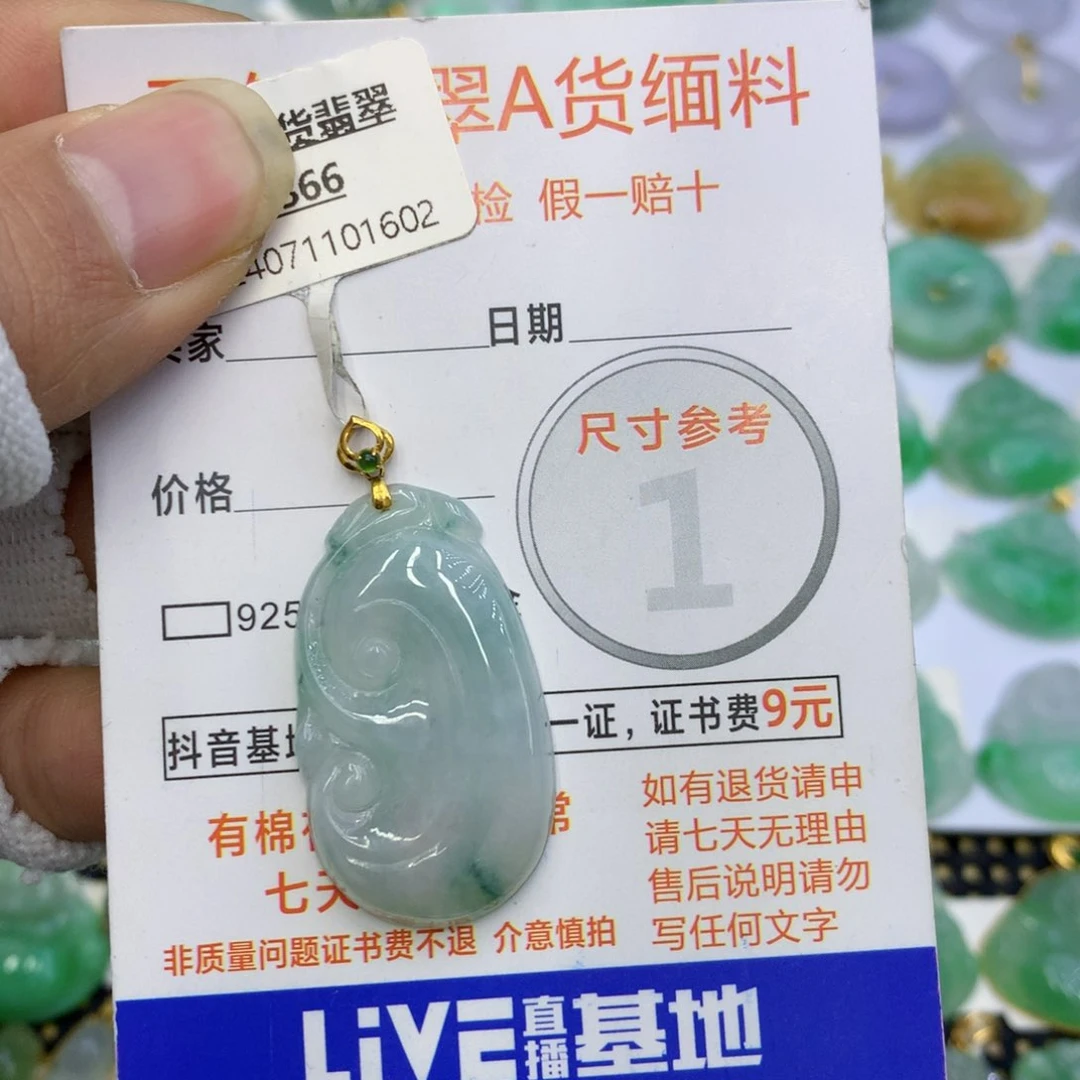 翠A货缅料
货翡翠
66
检 假一赔十
4071101602
家
日期
尺寸参考
1
价格
925
抖音基
一证，证书费9元
有棉
七天
如有退货请申
请七天无理由
售后说明请勿
写任何文字
非质量问题证书费不退 介意慎拍
LiVE直播基地